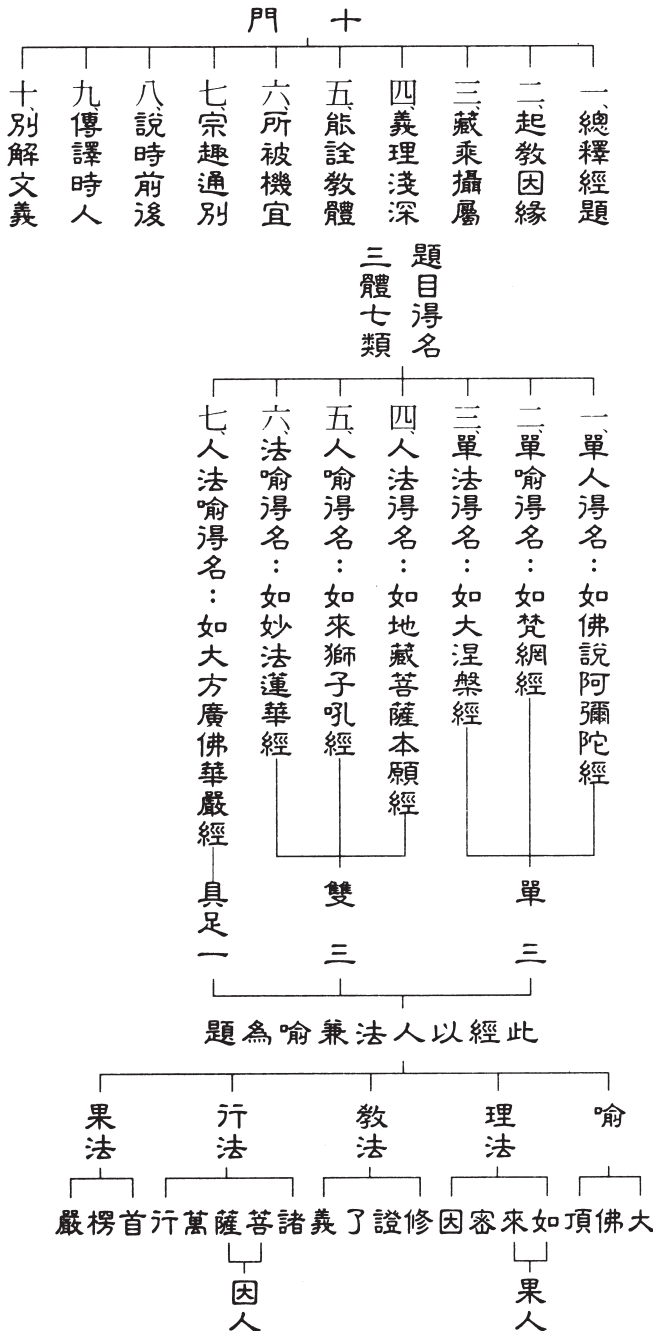 十門
一、總釋經題
二、起教因緣
三、藏乘攝屬
四、義理淺深
五、能詮教體
六、所被機宜
七、宗趣通別
八、說時前後
九、傳譯時人
十、別解文義
題目得名
三體七類
一、單人得名：如佛說阿彌陀經
二、單喻得名：如梵網經
三、單法得名：如大涅槃經
四、人法得名：如地藏菩薩本願經
五、人喻得名：如來獅子吼經
六、法喻得名：如妙法蓮華經
七、人法喻得名：如大方廣佛華嚴經
單三
雙三
具足一
此經以人法兼喻為題
喻
理法
教法
行法
果法
大佛頂如來密因修證了義諸菩薩萬行首楞嚴
果人
因人